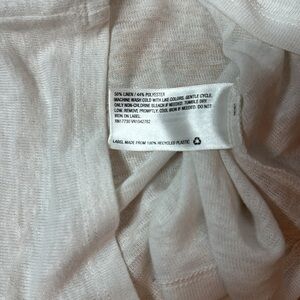 56% LINEN / 44% POLYESTER
MACHINE WASH COLD WITH LIKE COLORS, GENTLE CYCLE.
ONLY NON-CHLORINE BLEACH IF NEEDED. TUMBLE DRY
LOW. REMOVE PROMPTLY. COOL IRON IF NEEDED. DO NOT
IRON ON LABEL.
LABEL MADE FROM 100% RECYCLED PLASTIC.